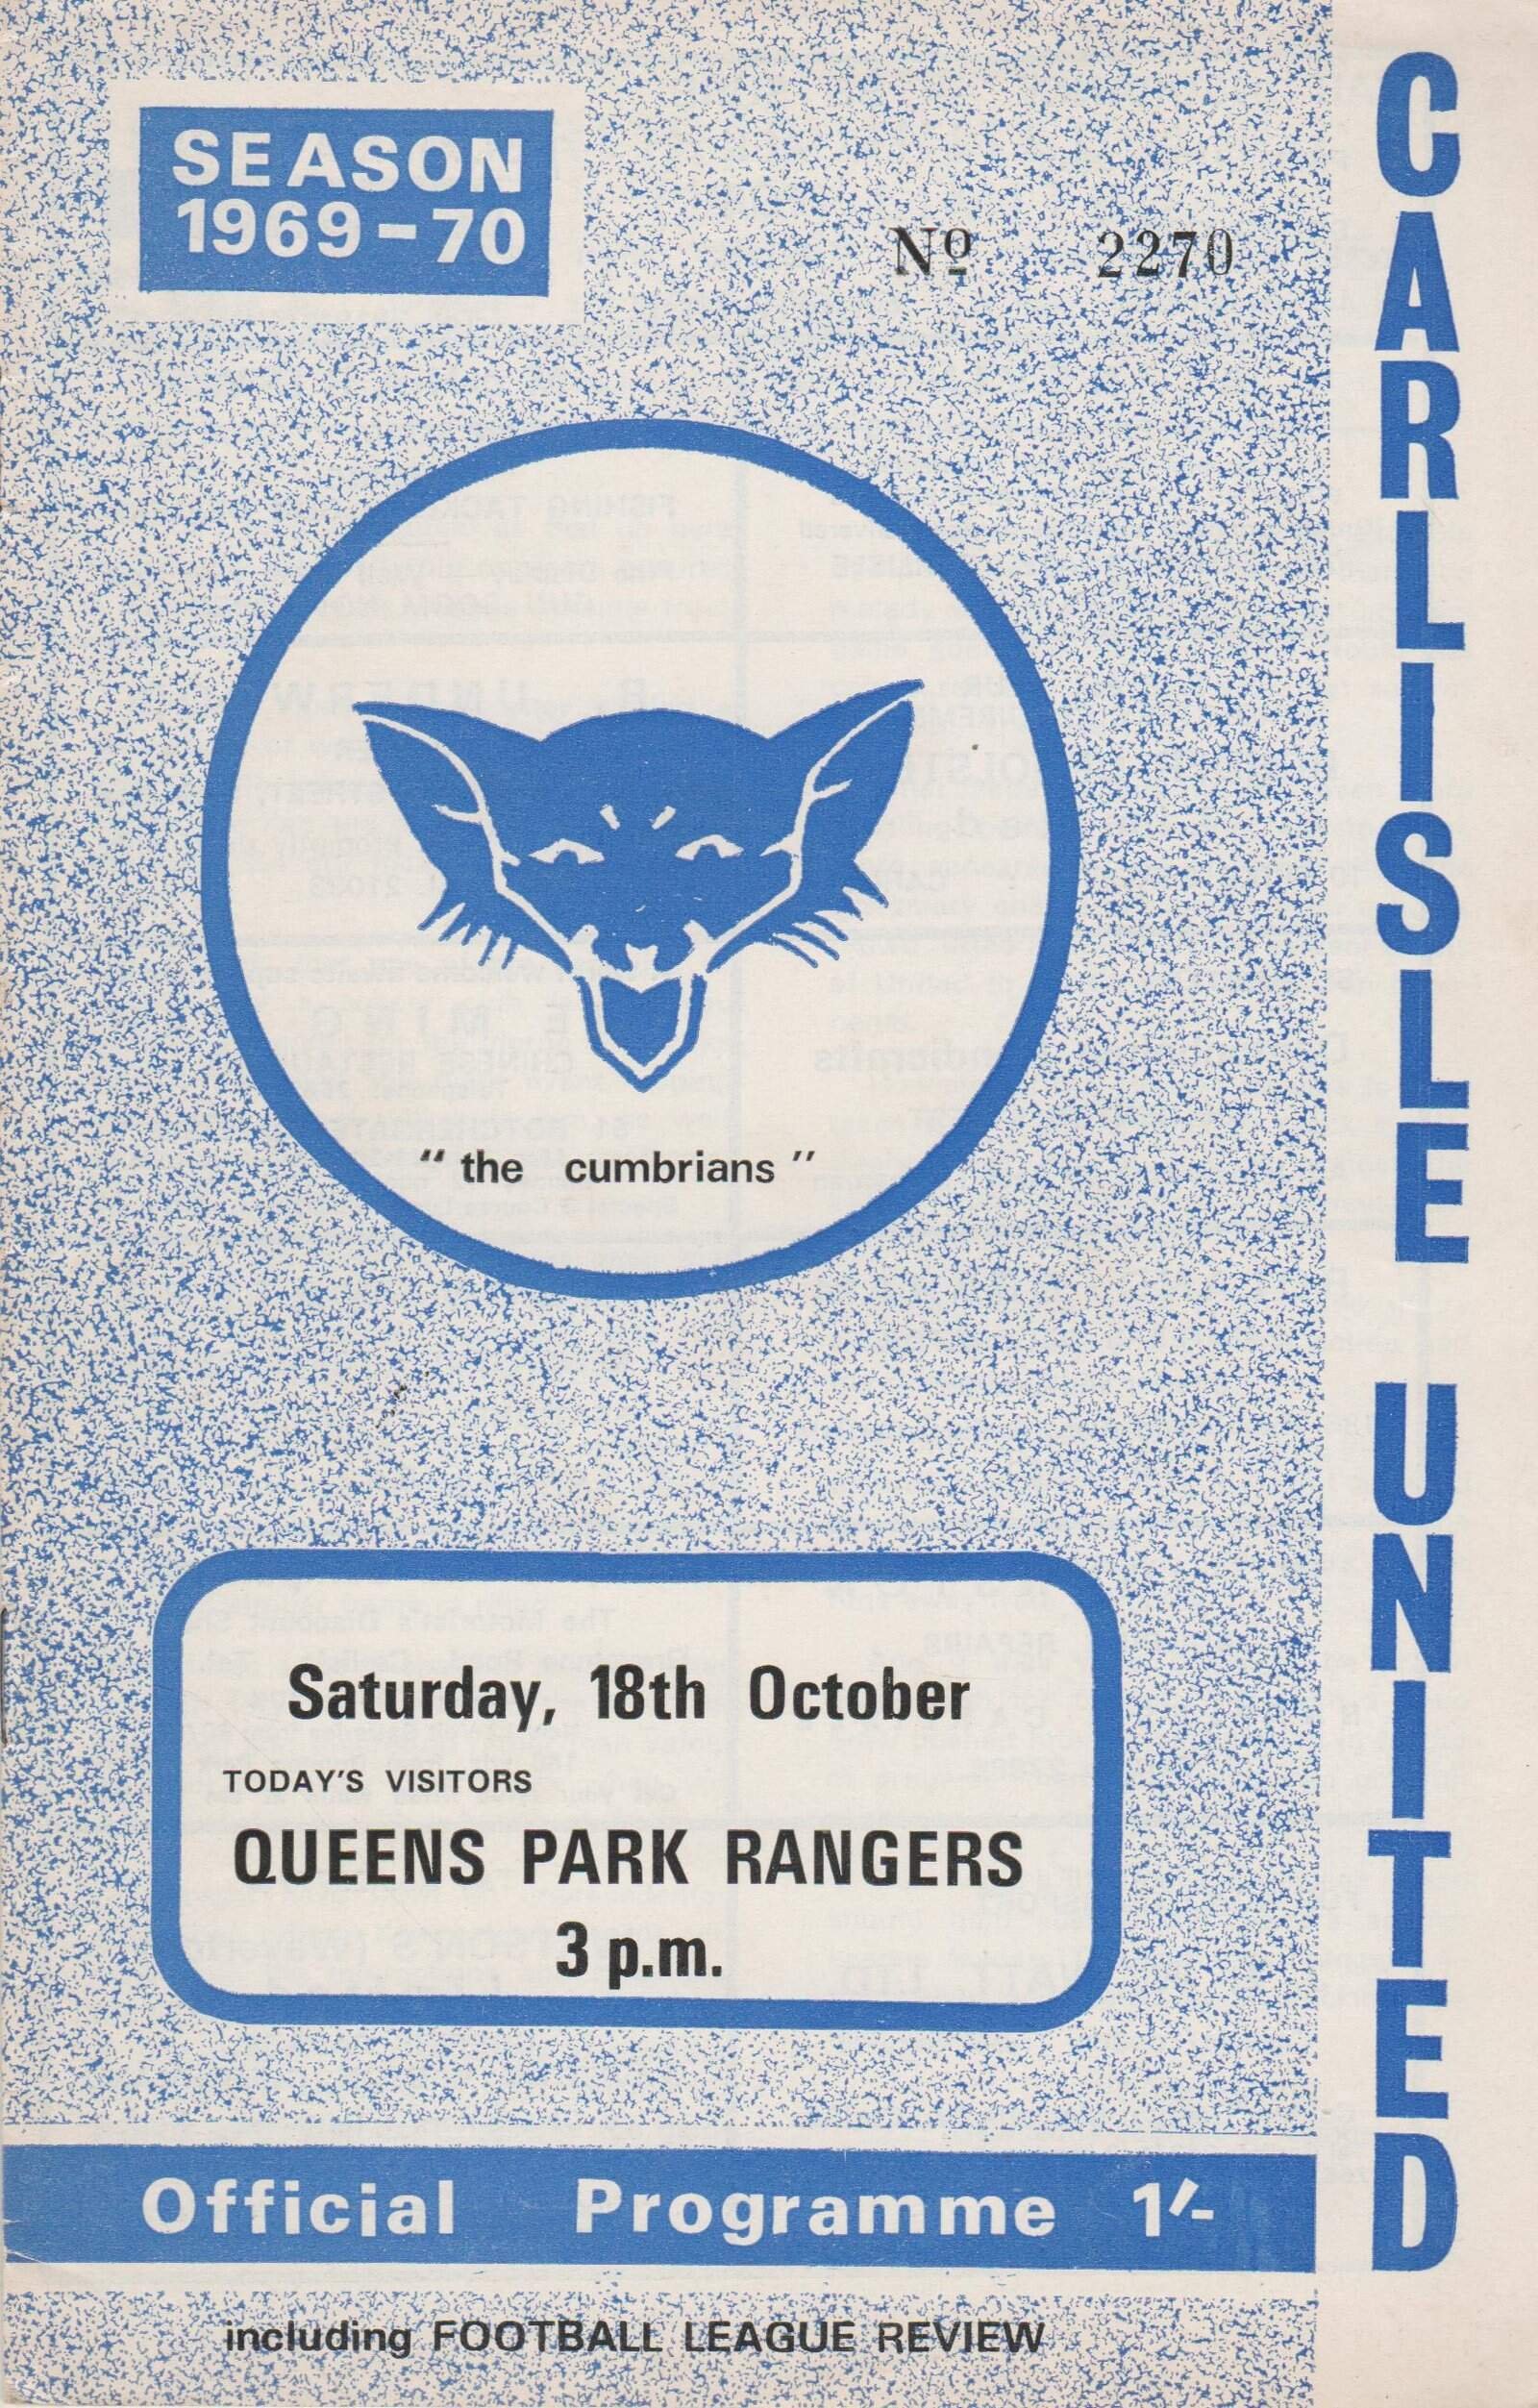 SEASON
1969-70
Nº 2270
CARLISLE UNITED
" the cumbrians "
Saturday, 18th October
TODAY'S VISITORS
QUEENS PARK RANGERS
3 p.m.
Official Programme 1/-
including FOOTBALL LEAGUE REVIEW